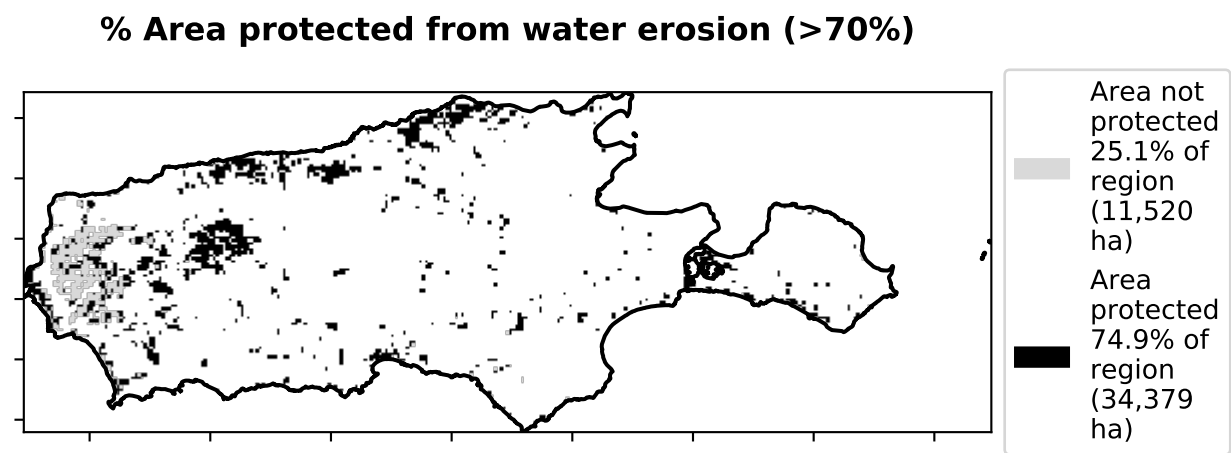 % Area protected from water erosion (>70%)
Area not
protected
25.1% of
region
(11,520
ha)
Area
protected
74.9% of
region
(34,379
ha)